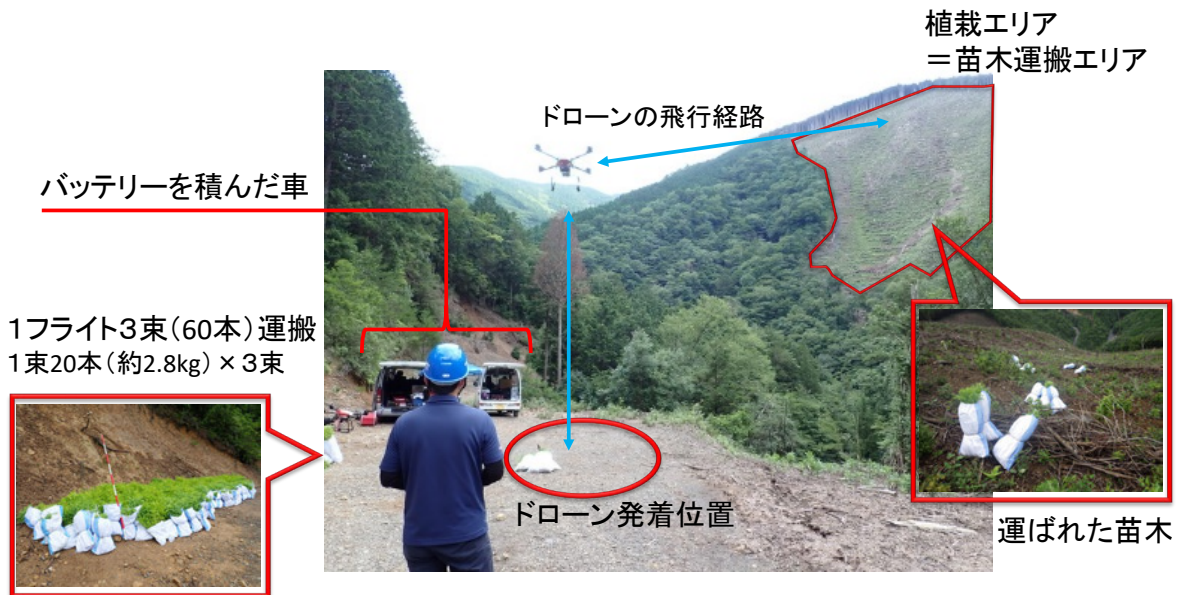 植栽エリア
＝苗木運搬エリア
ドローンの飛行経路
バッテリーを積んだ車
1フライト3束（60本）運搬
1束20本（約2.8kg）×3束
ドローン発着位置
運ばれた苗木